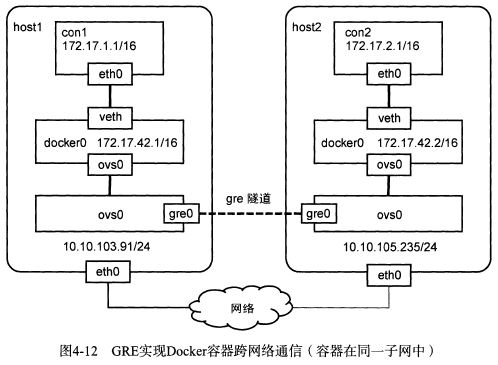 host1
con1
172.17.1.1/16
eth0
veth
docker0 172.17.42.1/16
ovs0
ovs0
gre0
10.10.103.91/24
eth0
gre 隧道
host2
con2
172.17.2.1/16
eth0
veth
docker0 172.17.42.2/16
ovs0
gre0
ovs0
10.10.105.235/24
eth0
网络
图4-12 GRE实现Docker容器跨网络通信（容器在同一子网中）